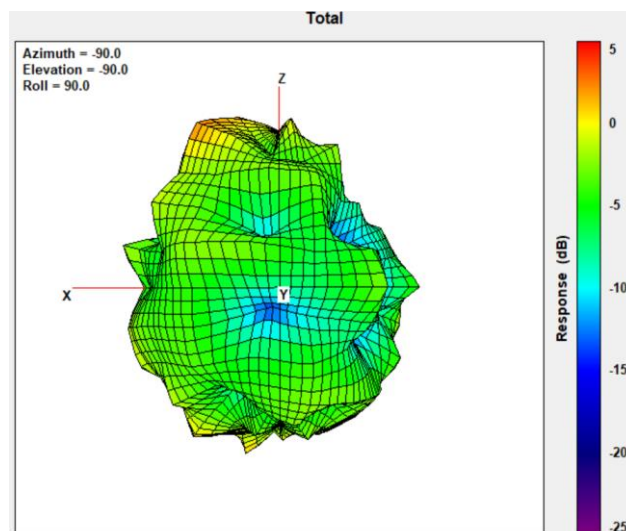 Total
Azimuth = -90.0
Elevation = -90.0
Roll = 90.0
Z
X
Y
5
0
-5
-10
-15
-20
-25
Response (dB)